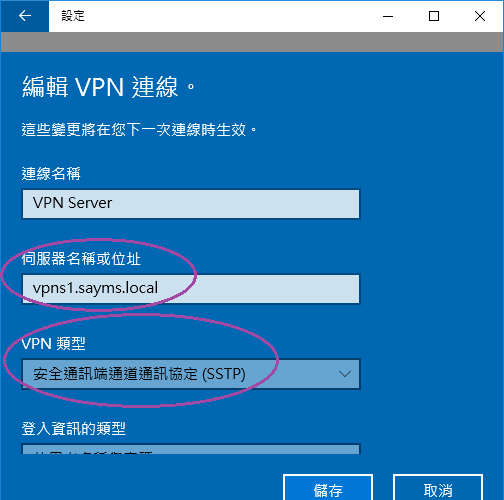 設定
編輯 VPN 連線。
這些變更將在您下一次連線時生效。
連線名稱
VPN Server
伺服器名稱或位址
vpns1.sayms.local
VPN 類型
安全通訊端通道通訊協定 (SSTP)
登入資訊的類型
儲存
取消